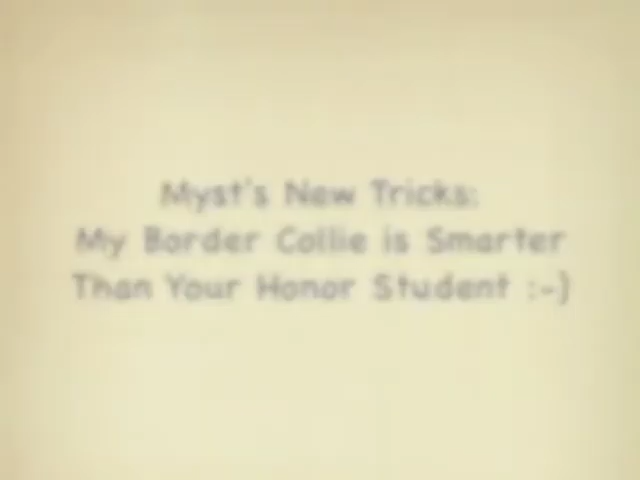 Myst's New Tricks:
My Border Collie is Smarter
Than Your Honor Student :-)